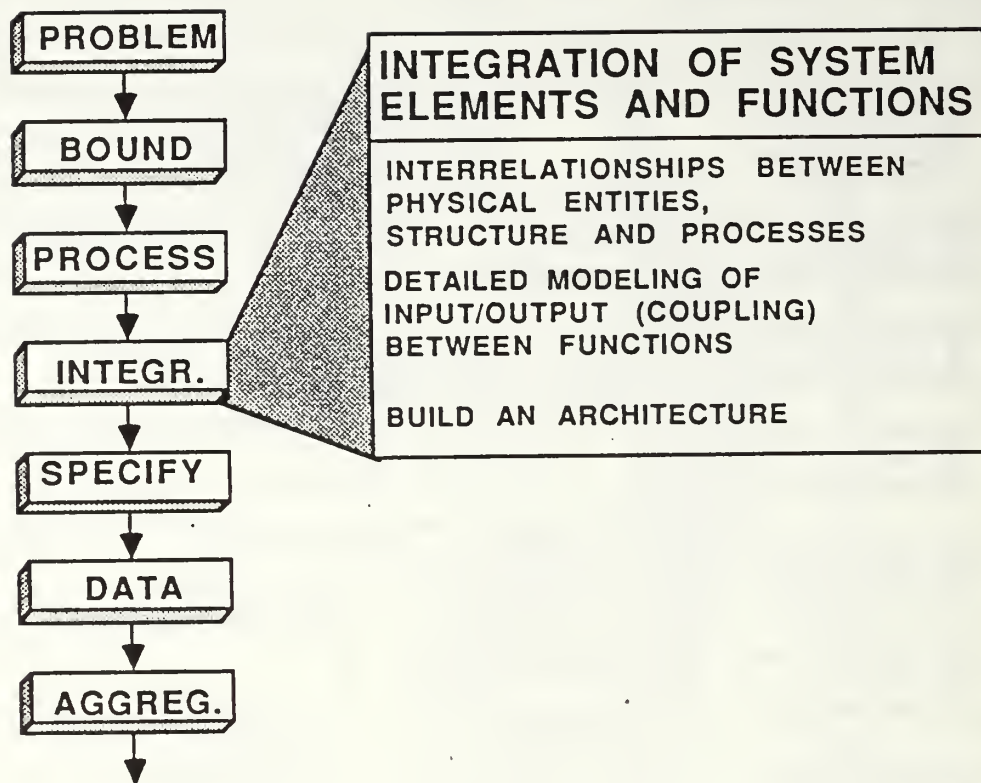 PROBLEM
BOUND
PROCESS
INTEGR.
SPECIFY
DATA
AGGREG.
INTEGRATION OF SYSTEM
ELEMENTS AND FUNCTIONS
INTERRELATIONSHIPS BETWEEN
PHYSICAL ENTITIES,
STRUCTURE AND PROCESSES
DETAILED MODELING OF
INPUT/OUTPUT (COUPLING)
BETWEEN FUNCTIONS
BUILD AN ARCHITECTURE